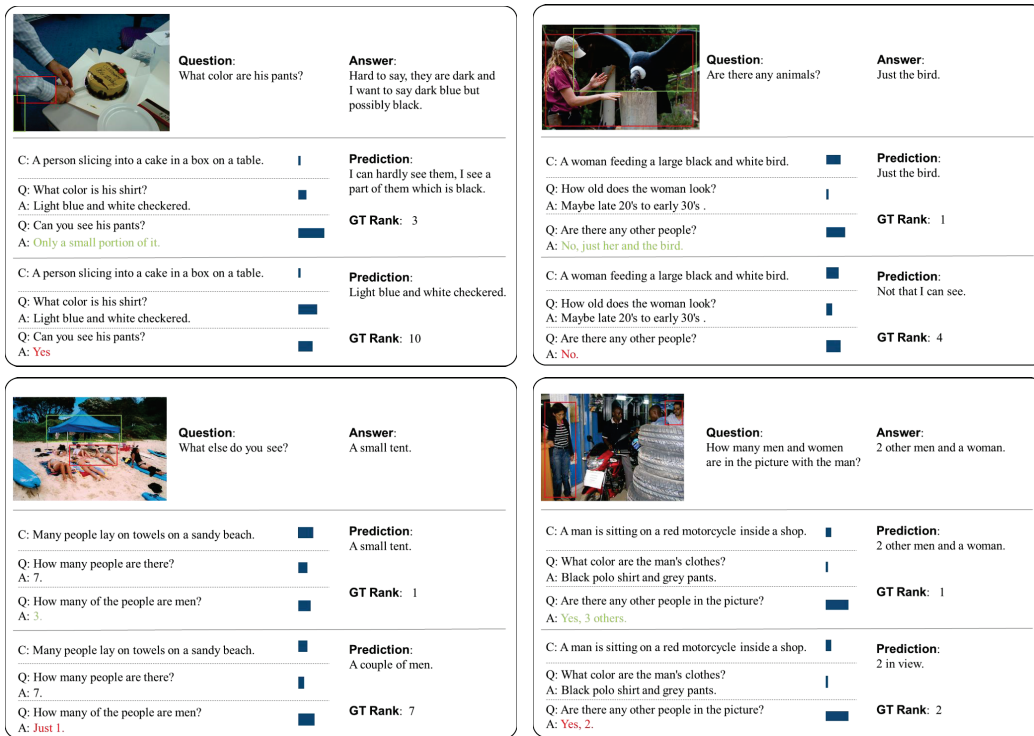 Question:
What color are his pants?
Answer:
Hard to say, they are dark and
I want to say dark blue but
possibly black.
C: A person slicing into a cake in a box on a table.
Q: What color is his shirt?
A: Light blue and white checkered.
Q: Can you see his pants?
A: Only a small portion of it.
Prediction:
I can hardly see them, I see a
part of them which is black.
GT Rank: 3
C: A person slicing into a cake in a box on a table.
Q: What color is his shirt?
A: Light blue and white checkered.
Q: Can you see his pants?
A: Yes
Prediction:
Light blue and white checkered.
GT Rank: 10
Question:
Are there any animals?
Answer:
Just the bird.
C: A woman feeding a large black and white bird.
Q: How old does the woman look?
A: Maybe late 20's to early 30's .
Q: Are there any other people?
A: No, just her and the bird.
Prediction:
Just the bird.
GT Rank: 1
C: A woman feeding a large black and white bird.
Q: How old does the woman look?
A: Maybe late 20's to early 30's .
Q: Are there any other people?
A: No.
Prediction:
Not that I can see.
GT Rank: 4
Question:
What else do you see?
Answer:
A small tent.
C: Many people lay on towels on a sandy beach.
Q: How many people are there?
A: 7.
Q: How many of the people are men?
A: 3.
Prediction:
A small tent.
GT Rank: 1
C: Many people lay on towels on a sandy beach.
Q: How many people are there?
A: 7.
Q: How many of the people are men?
A: Just 1.
Prediction:
A couple of men.
GT Rank: 7
Question:
How many men and women
are in the picture with the man?
Answer:
2 other men and a woman.
C: A man is sitting on a red motorcycle inside a shop.
Q: What color are the man's clothes?
A: Black polo shirt and grey pants.
Q: Are there any other people in the picture?
A: Yes, 3 others.
Prediction:
2 other men and a woman.
GT Rank: 1
C: A man is sitting on a red motorcycle inside a shop.
Q: What color are the man's clothes?
A: Black polo shirt and grey pants.
Q: Are there any other people in the picture?
A: Yes, 2.
Prediction:
2 in view.
GT Rank: 2